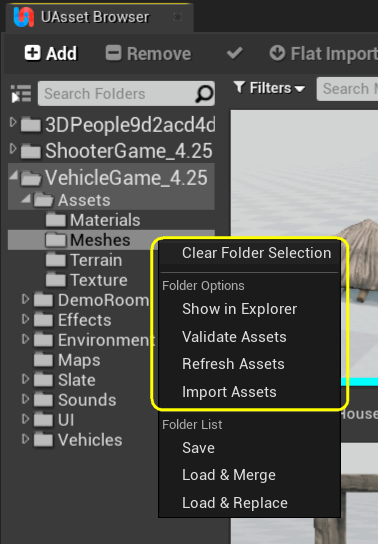 UAsset Browser
Add
Remove
Flat Import
Search Folders
Filters
Search
3DPeople9d2acd4d
ShooterGame_4.25
VehicleGame_4.25
Assets
Materials
Meshes
Terrain
Texture
DemoRoom
Effects
Environment
Maps
Slate
Sounds
UI
Vehicles
Clear Folder Selection
Folder Options
Show in Explorer
Validate Assets
Refresh Assets
Import Assets
Folder List
Save
Load & Merge
Load & Replace
House